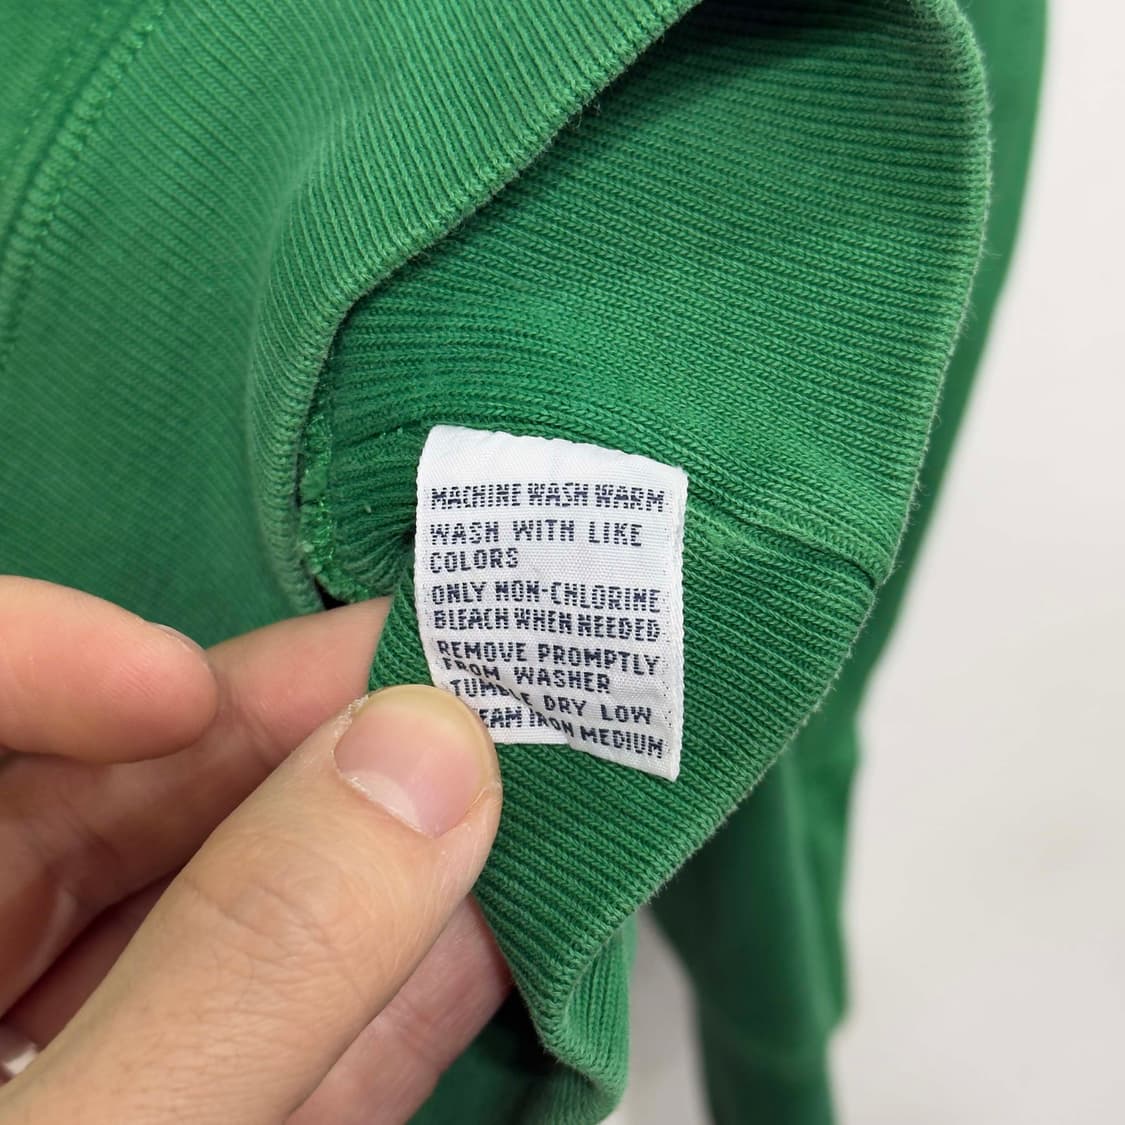 MACHINE WASH WARM
WASH WITH LIKE
COLORS
ONLY NON-CHLORINE
BLEACH WHEN NEEDED
REMOVE PROMPTLY
FROM WASHER
TUMBLE DRY LOW
EAM IRON MEDIUM